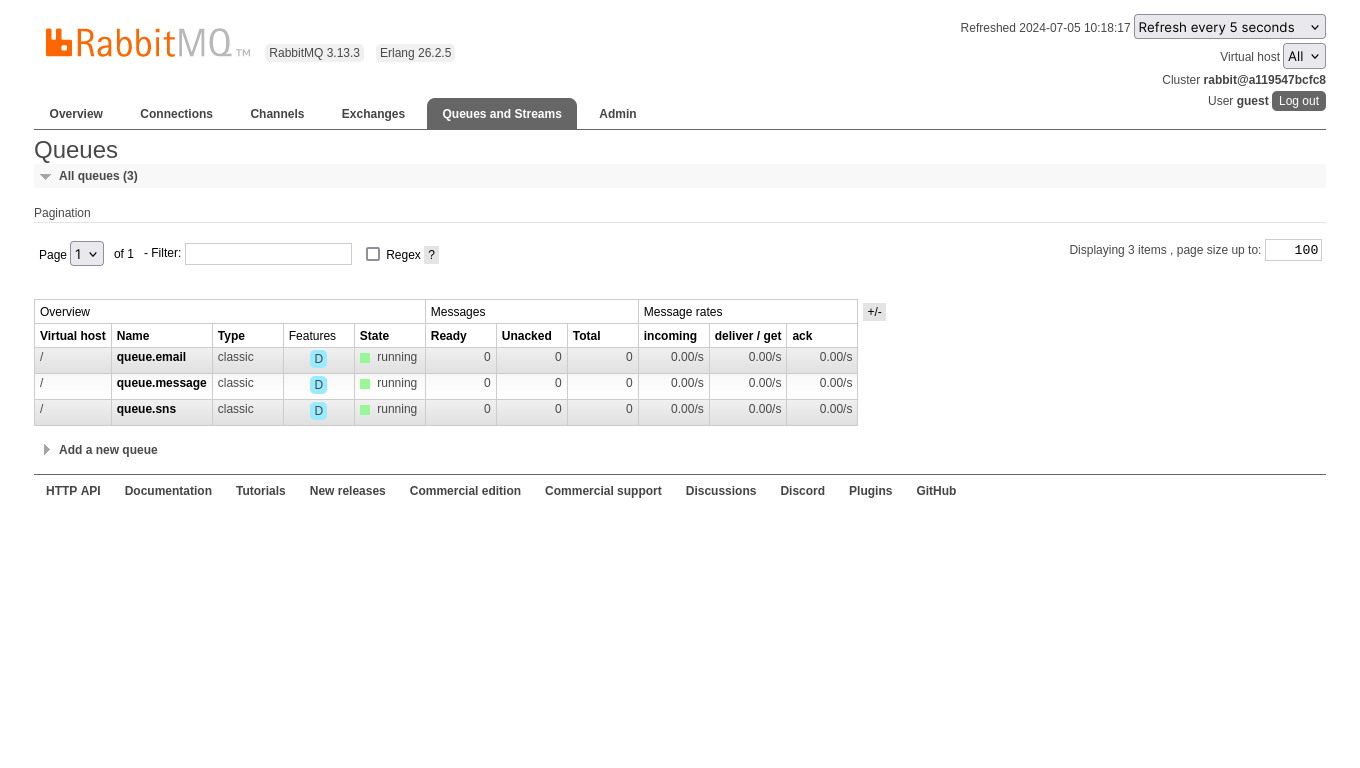 RabbitMQ TM RabbitMQ 3.13.3 Erlang 26.2.5
Refreshed 2024-07-05 10:18:17 Refresh every 5 seconds
Virtual host All
Cluster rabbit@a119547bcfc8
User guest Log out
Overview Connections Channels Exchanges Queues and Streams Admin
Queues
All queues (3)
Pagination
Page 1 of 1 - Filter: Regex ? Displaying 3 items , page size up to: 100
Overview Messages Message rates +/-
Virtual host Name Type Features State Ready Unacked Total incoming deliver / get ack
/ queue.email classic D running 0 0 0 0.00/s 0.00/s 0.00/s
/ queue.message classic D running 0 0 0 0.00/s 0.00/s 0.00/s
/ queue.sns classic D running 0 0 0 0.00/s 0.00/s 0.00/s
Add a new queue
HTTP API Documentation Tutorials New releases Commercial edition Commercial support Discussions Discord Plugins GitHub